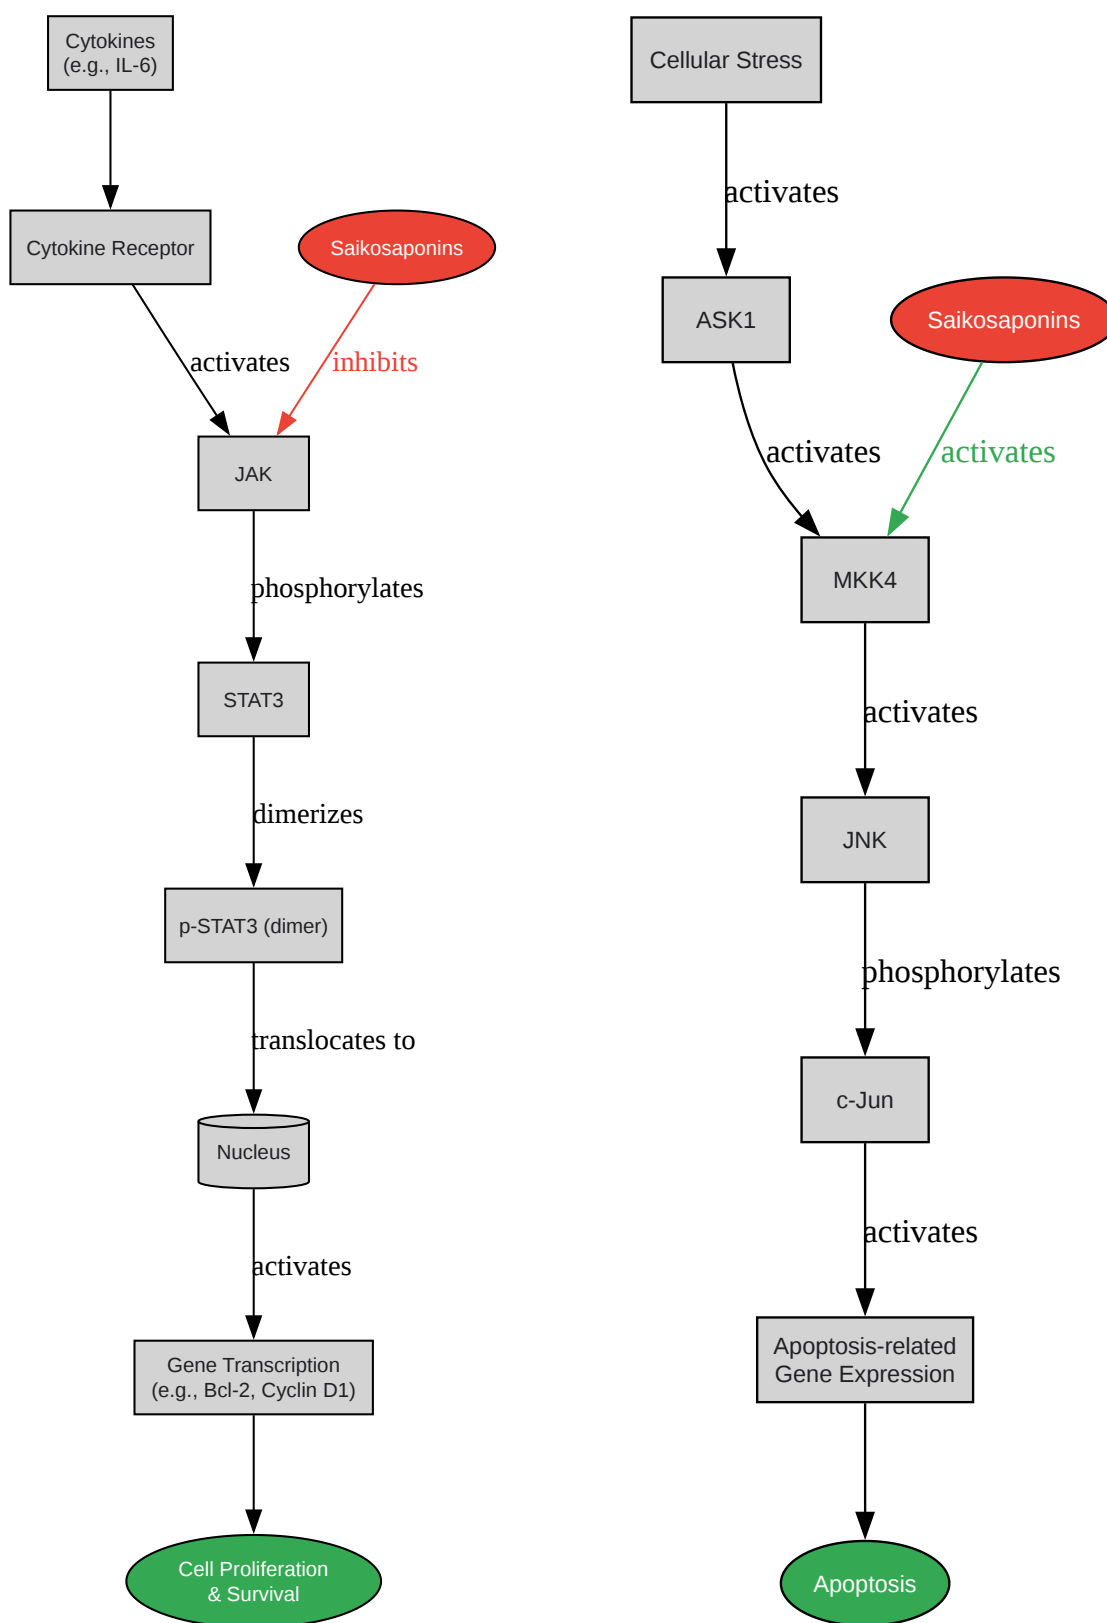 Cytokines
(e.g., IL-6)
Cytokine Receptor
Saikosaponins
activates
inhibits
JAK
phosphorylates
STAT3
dimerizes
p-STAT3 (dimer)
translocates to
Nucleus
activates
Gene Transcription
(e.g., Bcl-2, Cyclin D1)
Cell Proliferation
& Survival
Cellular Stress
activates
ASK1
Saikosaponins
activates
activates
MKK4
activates
JNK
phosphorylates
c-Jun
activates
Apoptosis-related
Gene Expression
Apoptosis